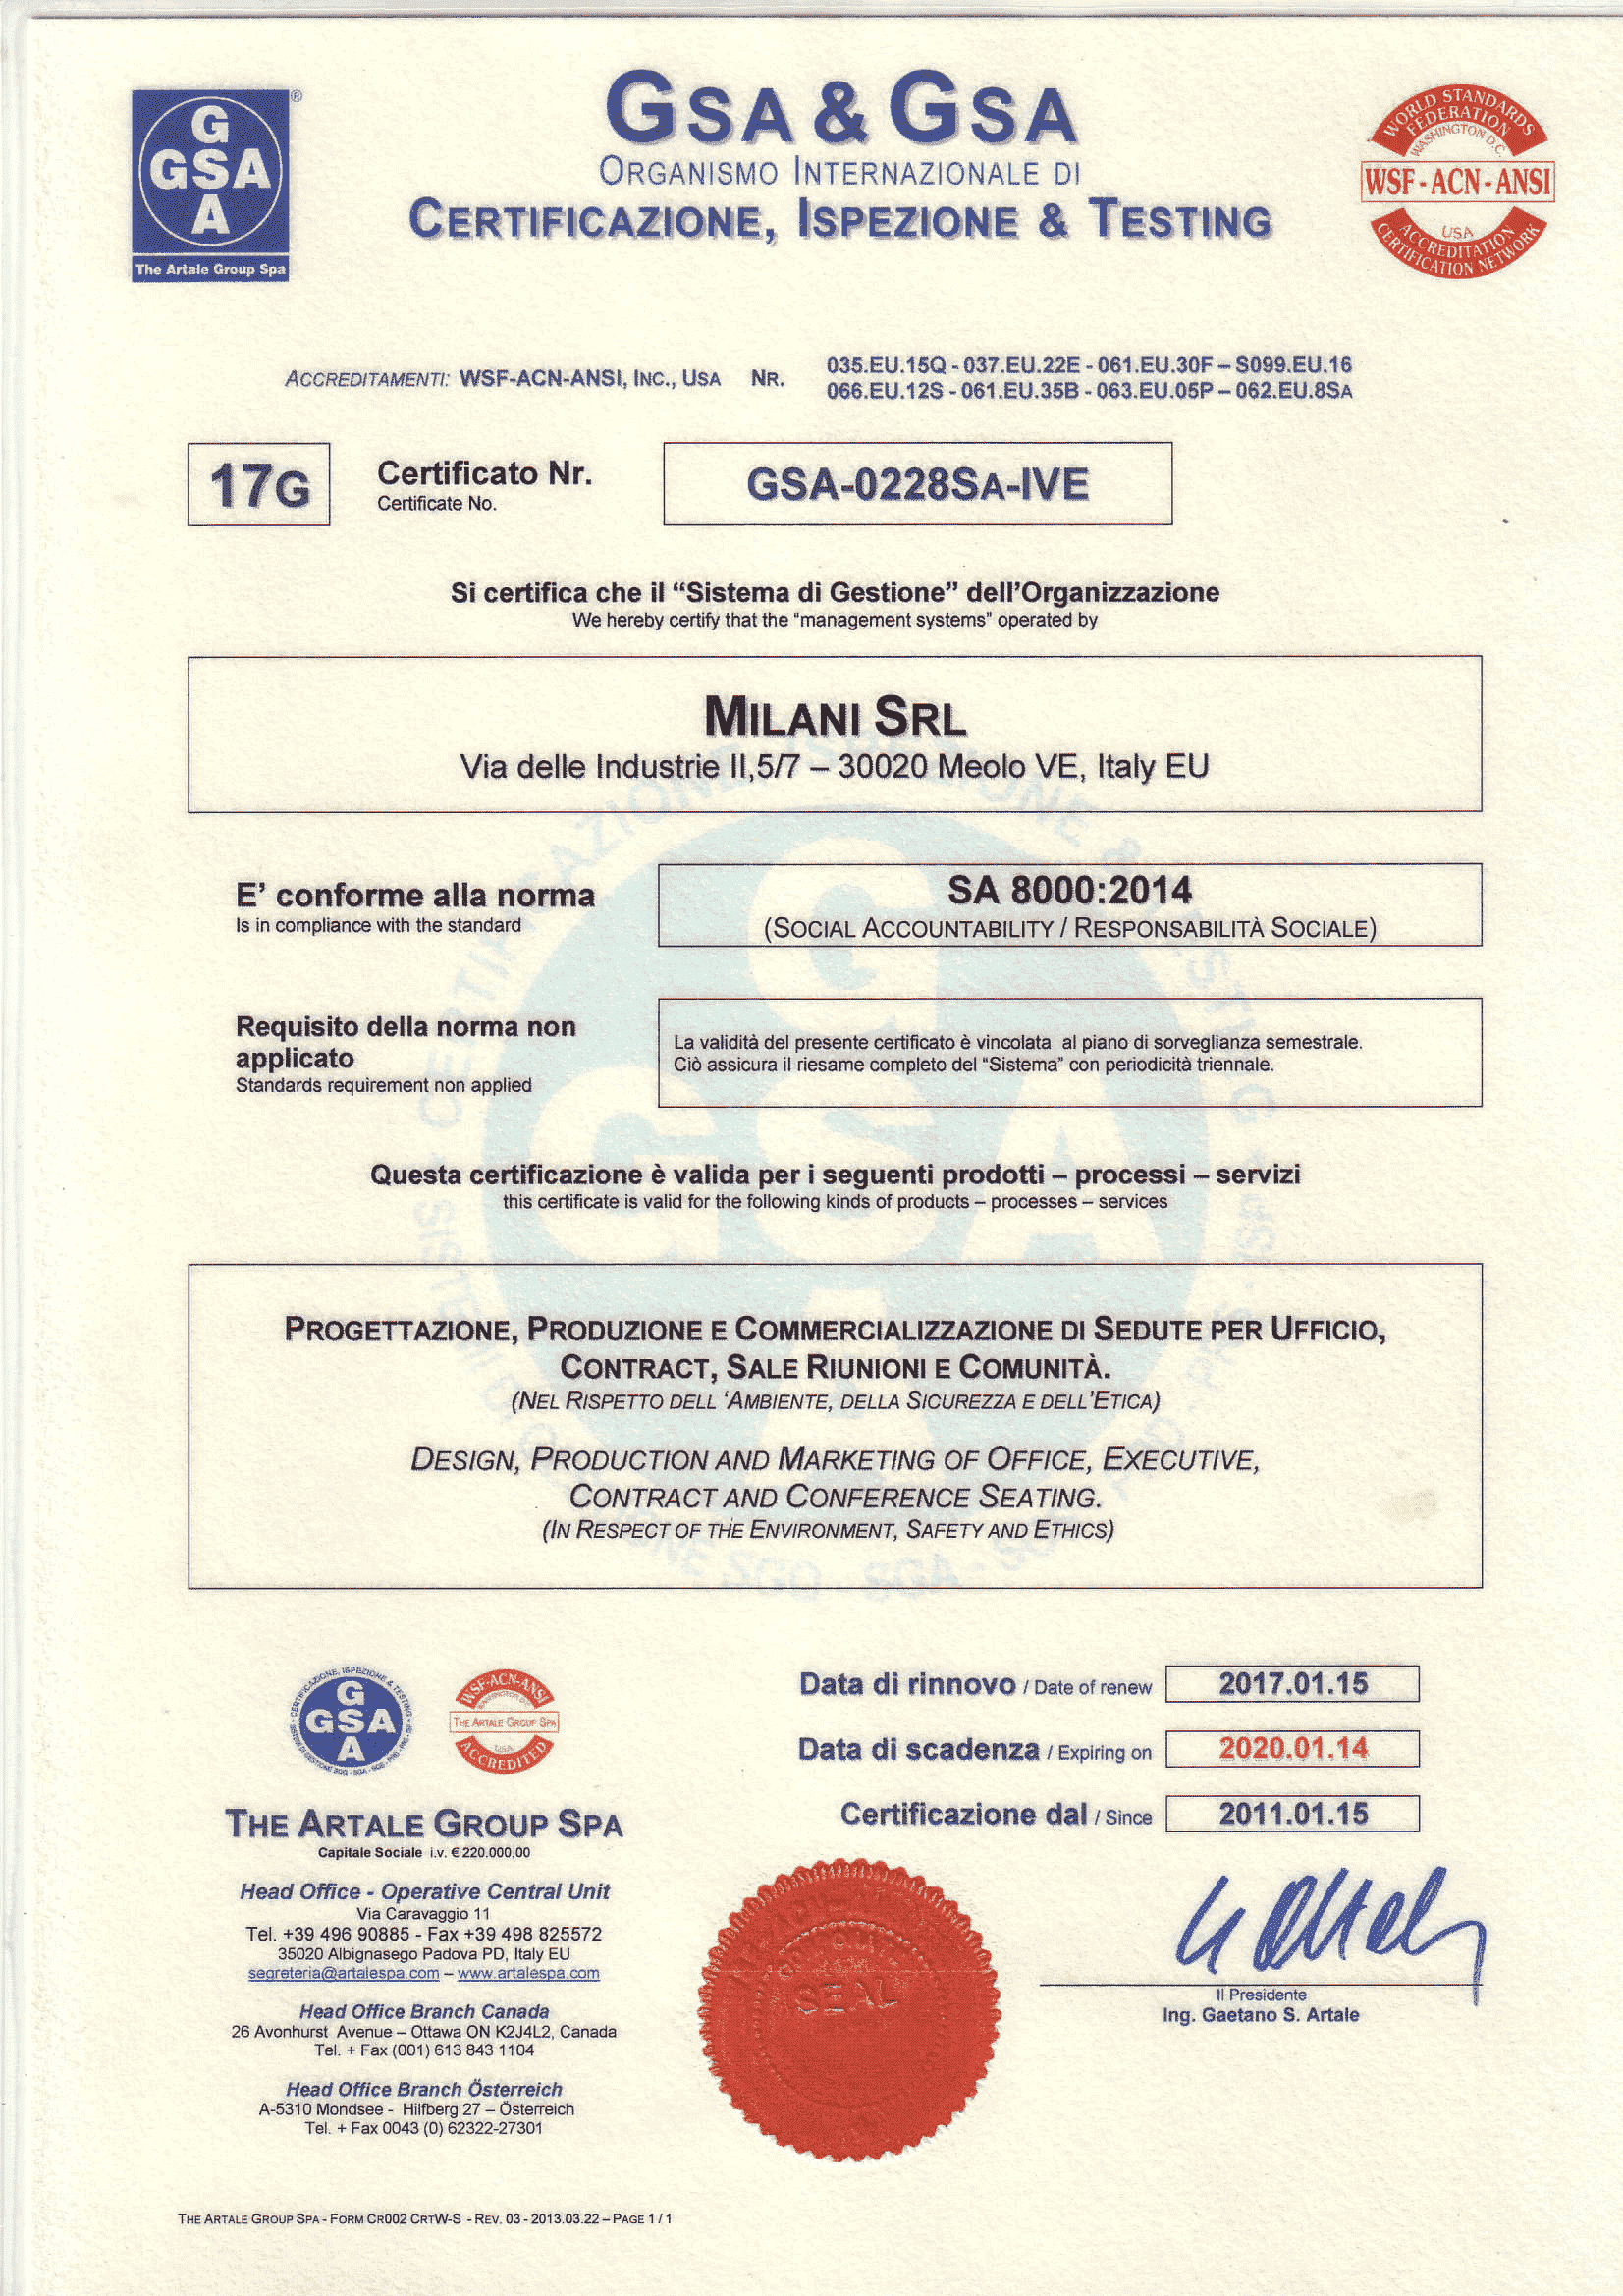 G
GSA
A
®
The Artale Group Spa
GSA & GSA
ORGANISMO INTERNAZIONALE DI
CERTIFICAZIONE, ISPEZIONE & TESTING
WORLD STANDARDS
FEDERATION
WASHINGTON D.C.
WSF-ACN-ANSI
USA
ACCREDITATION
CERTIFICATION NETWORK
ACCREDITAMENTI: WSF-ACN-ANSI, INC., USA NR.
035.EU.15Q - 037.EU.22E - 061.EU.30F – S099.EU.16
066.EU.12S - 061.EU.35B - 063.EU.05P – 062.EU.8SA
17G
Certificato Nr.
Certificate No.
GSA-0228SA-IVE
Si certifica che il “Sistema di Gestione” dell’Organizzazione
We hereby certify that the “management systems” operated by
MILANI SRL
Via delle Industrie II,5/7 – 30020 Meolo VE, Italy EU
E’ conforme alla norma
Is in compliance with the standard
SA 8000:2014
(SOCIAL ACCOUNTABILITY / RESPONSABILITÀ SOCIALE)
Requisito della norma non
applicato
Standards requirement non applied
La validità del presente certificato è vincolata al piano di sorveglianza semestrale.
Ciò assicura il riesame completo del “Sistema” con periodicità triennale.
Questa certificazione è valida per i seguenti prodotti – processi – servizi
this certificate is valid for the following kinds of products – processes – services
PROGETTAZIONE, PRODUZIONE E COMMERCIALIZZAZIONE DI SEDUTE PER UFFICIO,
CONTRACT, SALE RIUNIONI E COMUNITÀ.
(NEL RISPETTO DELL ‘AMBIENTE, DELLA SICUREZZA E DELL’ETICA)
DESIGN, PRODUCTION AND MARKETING OF OFFICE, EXECUTIVE,
CONTRACT AND CONFERENCE SEATING.
(IN RESPECT OF THE ENVIRONMENT, SAFETY AND ETHICS)
G
GSA
A
WSF-ACN-ANSI
THE ARTALE GROUP SPA
USA
ACCREDITED
Data di rinnovo / Date of renew 2017.01.15
Data di scadenza / Expiring on 2020.01.14
Certificazione dal / Since 2011.01.15
THE ARTALE GROUP SPA
Capitale Sociale i.v. € 220.000,00
Head Office - Operative Central Unit
Via Caravaggio 11
Tel. +39 496 90885 - Fax +39 498 825572
35020 Albignasego Padova PD, Italy EU
segreteria@artalespa.com – www.artalespa.com
Head Office Branch Canada
26 Avonhurst Avenue – Ottawa ON K2J4L2, Canada
Tel. + Fax (001) 613 843 1104
Head Office Branch Österreich
A-5310 Mondsee - Hilfberg 27 – Österreich
Tel. + Fax 0043 (0) 62322-27301
SEAL
Il Presidente
Ing. Gaetano S. Artale
THE ARTALE GROUP SPA - FORM CR002 CRTW-S - REV. 03 - 2013.03.22 – PAGE 1 / 1